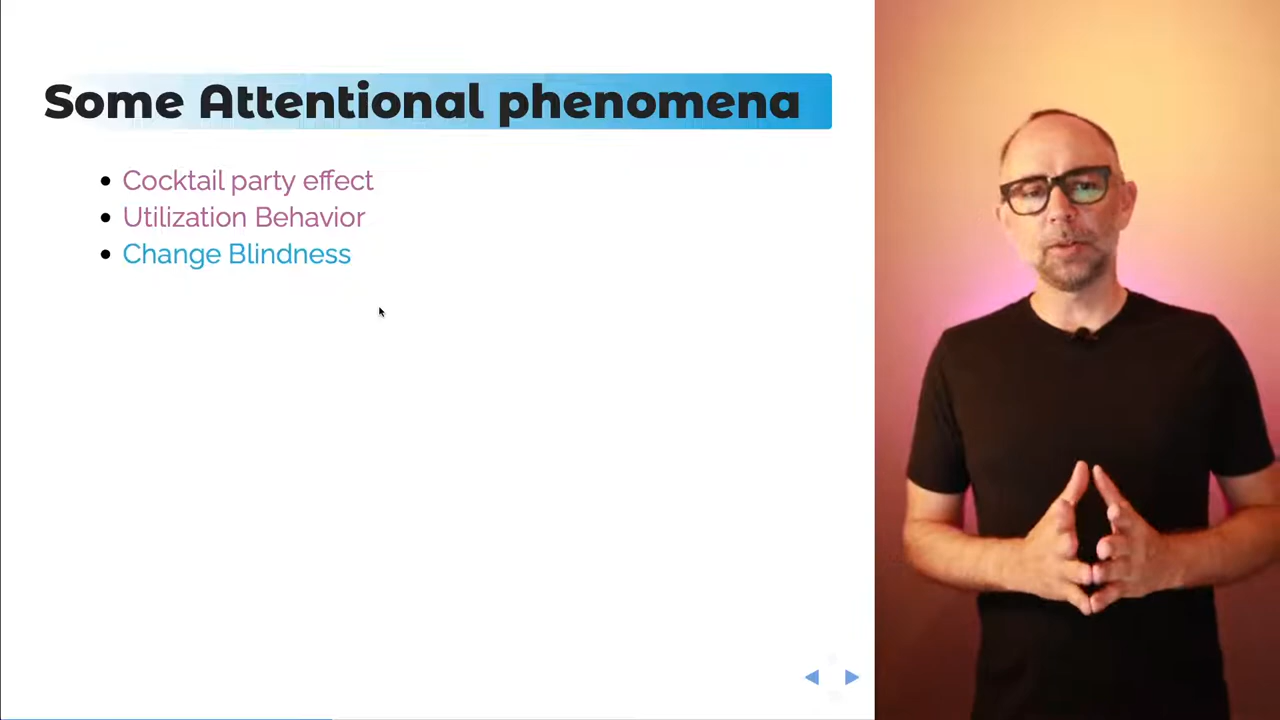 Some Attentional phenomena
Cocktail party effect
Utilization Behavior
Change Blindness